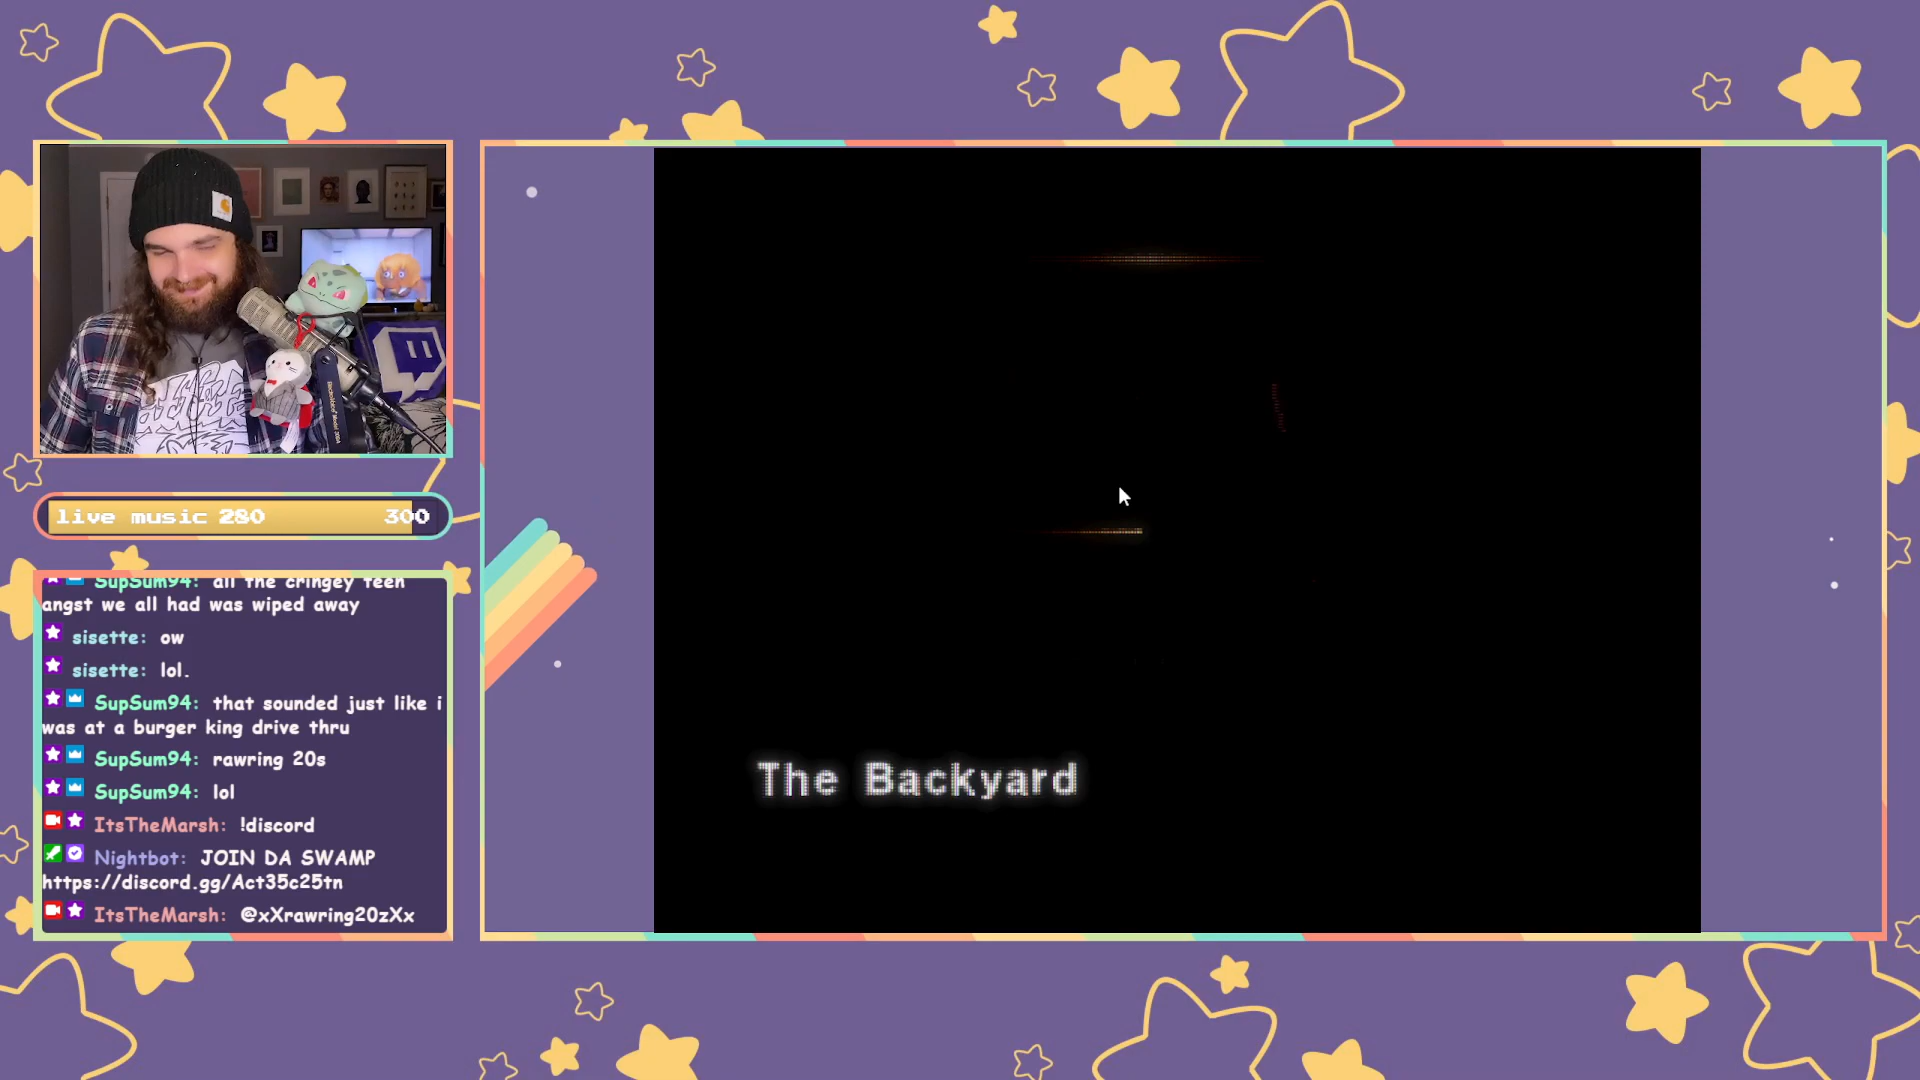 live music 280 300
SupSum94: all the cringey teen
angst we all had was wiped away
sisette: ow
sisette: lol.
SupSum94: that sounded just like i
was at a burger king drive thru
SupSum94: rawring 20s
SupSum94: lol
ItsTheMarsh: !discord
Nightbot: JOIN DA SWAMP
https://discord.gg/Act35c25tn
ItsTheMarsh: @xXrawring20zXx
The Backyard